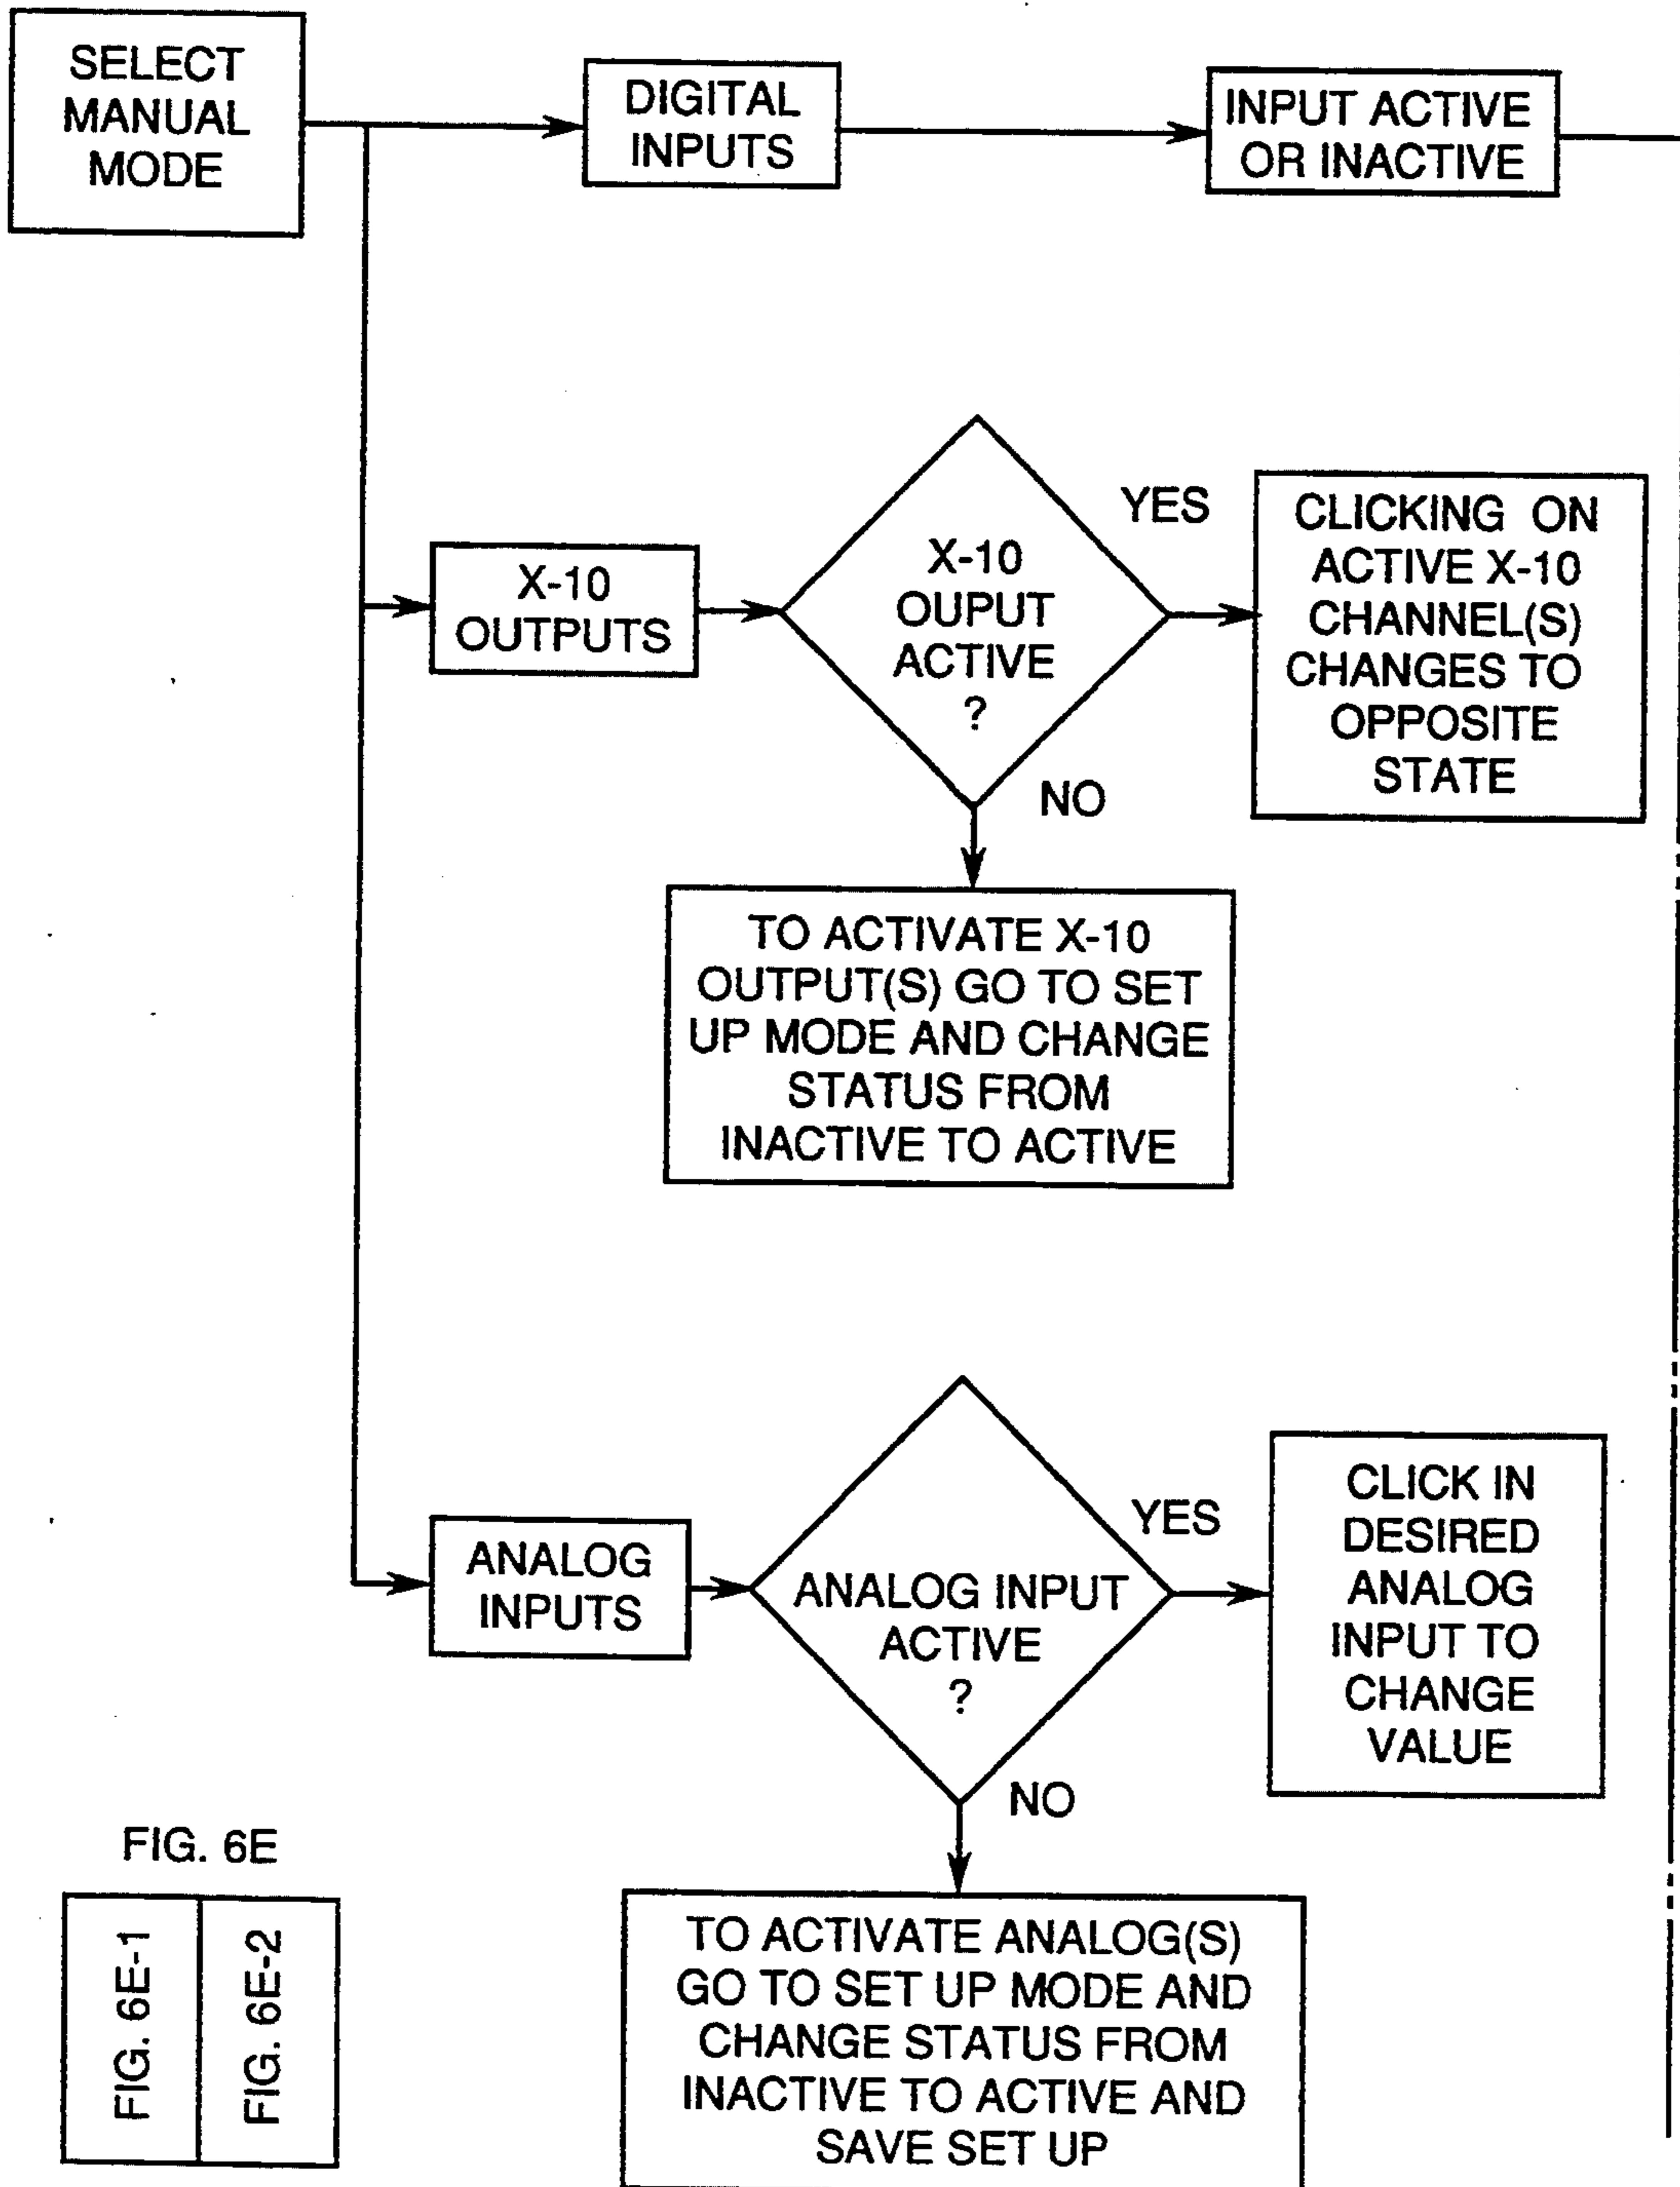 SELECT
MANUAL
MODE
DIGITAL
INPUTS
INPUT ACTIVE
OR INACTIVE
X-10
OUTPUTS
X-10
OUPUT
ACTIVE
?
YES
CLICKING ON
ACTIVE X-10
CHANNEL(S)
CHANGES TO
OPPOSITE
STATE
NO
TO ACTIVATE X-10
OUTPUT(S) GO TO SET
UP MODE AND CHANGE
STATUS FROM
INACTIVE TO ACTIVE
ANALOG
INPUTS
ANALOG INPUT
ACTIVE
?
YES
CLICK IN
DESIRED
ANALOG
INPUT TO
CHANGE
VALUE
NO
TO ACTIVATE ANALOG(S)
GO TO SET UP MODE AND
CHANGE STATUS FROM
INACTIVE TO ACTIVE AND
SAVE SET UP
FIG. 6E
FIG. 6E-1
FIG. 6E-2